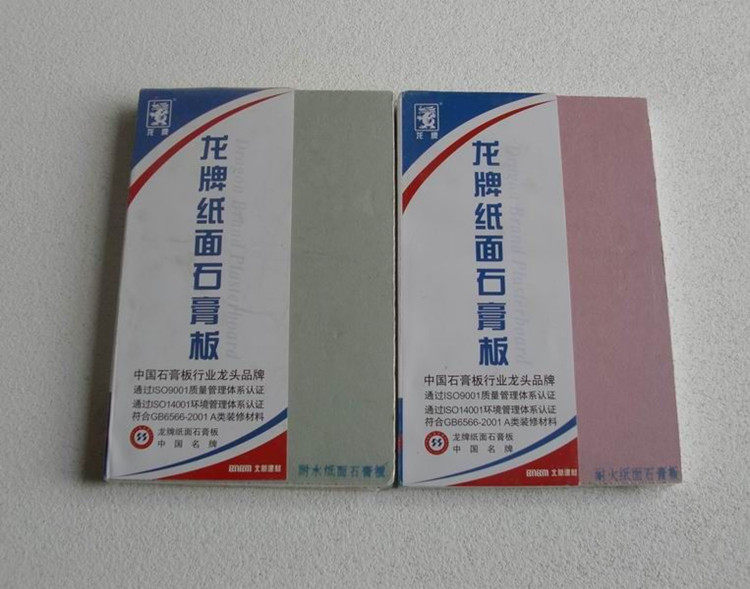 龙牌
龙牌纸面石膏板
Dragon Brand Plasterboard
中国石膏板行业龙头品牌
通过ISO9001质量管理体系认证
通过ISO14001环境管理体系认证
符合GB6566-2001 A类装修材料
龙牌纸面石膏板
中国名牌
BNBM 北新建材
耐水纸面石膏板
龙牌
龙牌纸面石膏板
Dragon Brand Plasterboard
中国石膏板行业龙头品牌
通过ISO9001质量管理体系认证
通过ISO14001环境管理体系认证
符合GB6566-2001 A类装修材料
龙牌纸面石膏板
中国名牌
BNBM 北新建材
耐火纸面石膏板